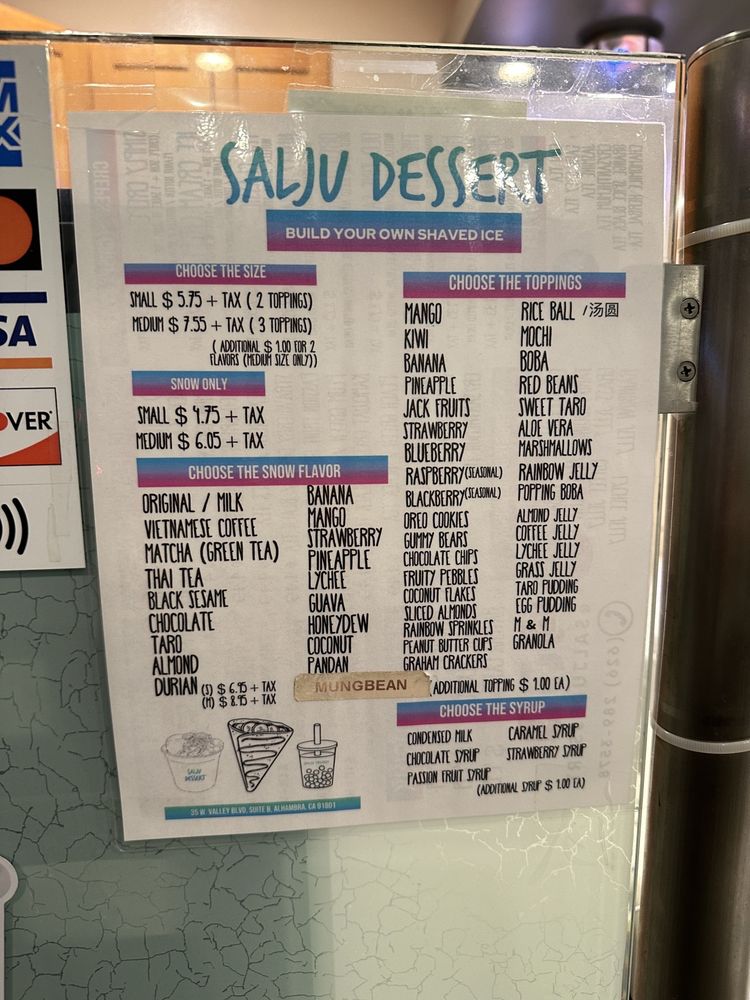 SALJU DESSERT
BUILD YOUR OWN SHAVED ICE
CHOOSE THE SIZE
SMALL $ 5.75 + TAX ( 2 TOPPINGS)
MEDIUM $ 7.55 + TAX ( 3 TOPPINGS)
( ADDITIONAL $ 1.00 FOR 2
FLAVORS (MEDIUM SIZE ONLY))
SNOW ONLY
SMALL $ 4.75 + TAX
MEDIUM $ 6.05 + TAX
CHOOSE THE SNOW FLAVOR
ORIGINAL / MILK
VIETNAMESE COFFEE
MATCHA (GREEN TEA)
THAI TEA
BLACK SESAME
CHOCOLATE
TARO
ALMOND
DURIAN (S) $ 6.95 + TAX
(M) $ 8.95 + TAX
BANANA
MANGO
STRAWBERRY
PINEAPPLE
LYCHEE
GUAVA
HONEYDEW
COCONUT
PANDAN
MUNGBEAN
CHOOSE THE TOPPINGS
MANGO
KIWI
BANANA
PINEAPPLE
JACK FRUITS
STRAWBERRY
BLUEBERRY
RASPBERRY(SEASONAL)
BLACKBERRY(SEASONAL)
OREO COOKIES
GUMMY BEARS
CHOCOLATE CHIPS
FRUITY PEBBLES
COCONUT FLAKES
SLICED ALMONDS
RAINBOW SPRINKLES
PEANUT BUTTER CUPS
GRAHAM CRACKERS
RICE BALL /汤圆
MOCHI
BOBA
RED BEANS
SWEET TARO
ALOE VERA
MARSHMALLOWS
RAINBOW JELLY
POPPING BOBA
ALMOND JELLY
COFFEE JELLY
LYCHEE JELLY
GRASS JELLY
TARO PUDDING
EGG PUDDING
M & M
GRANOLA
(ADDITIONAL TOPPING $ 1.00 EA)
CHOOSE THE SYRUP
CONDENSED MILK
CHOCOLATE SYRUP
PASSION FRUIT SYRUP
CARAMEL SYRUP
STRAWBERRY SYRUP
(ADDITIONAL SYRUP $ 1.00 EA)
SALJU
DESSERT
35 W. VALLEY BLVD, SUITE B, ALHAMBRA, CA 91801